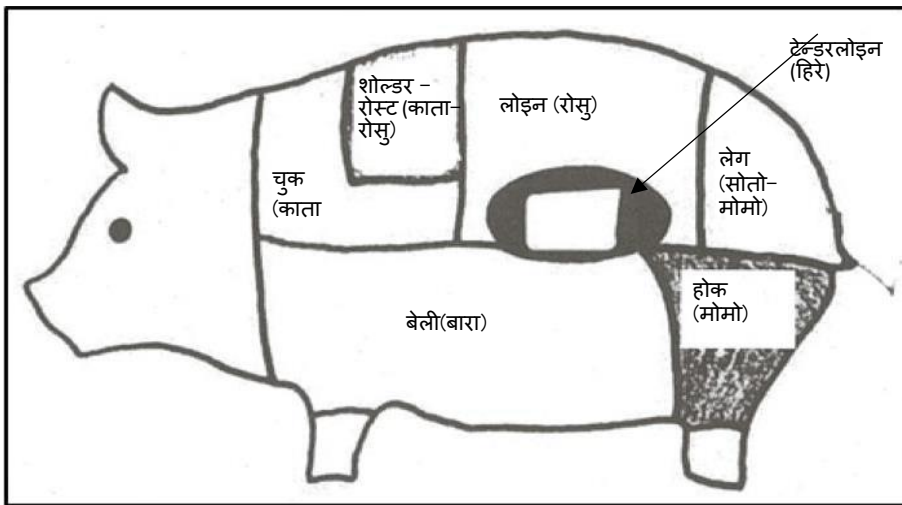 टेन्डरलोइन
(हिरे)
शोल्डर –
रोस्ट (काता–
रोसु)
लोइन (रोसु)
लेग
(सोतो–
मोमो)
चुक
(काता
होक
(मोमो)
बेली(बारा)